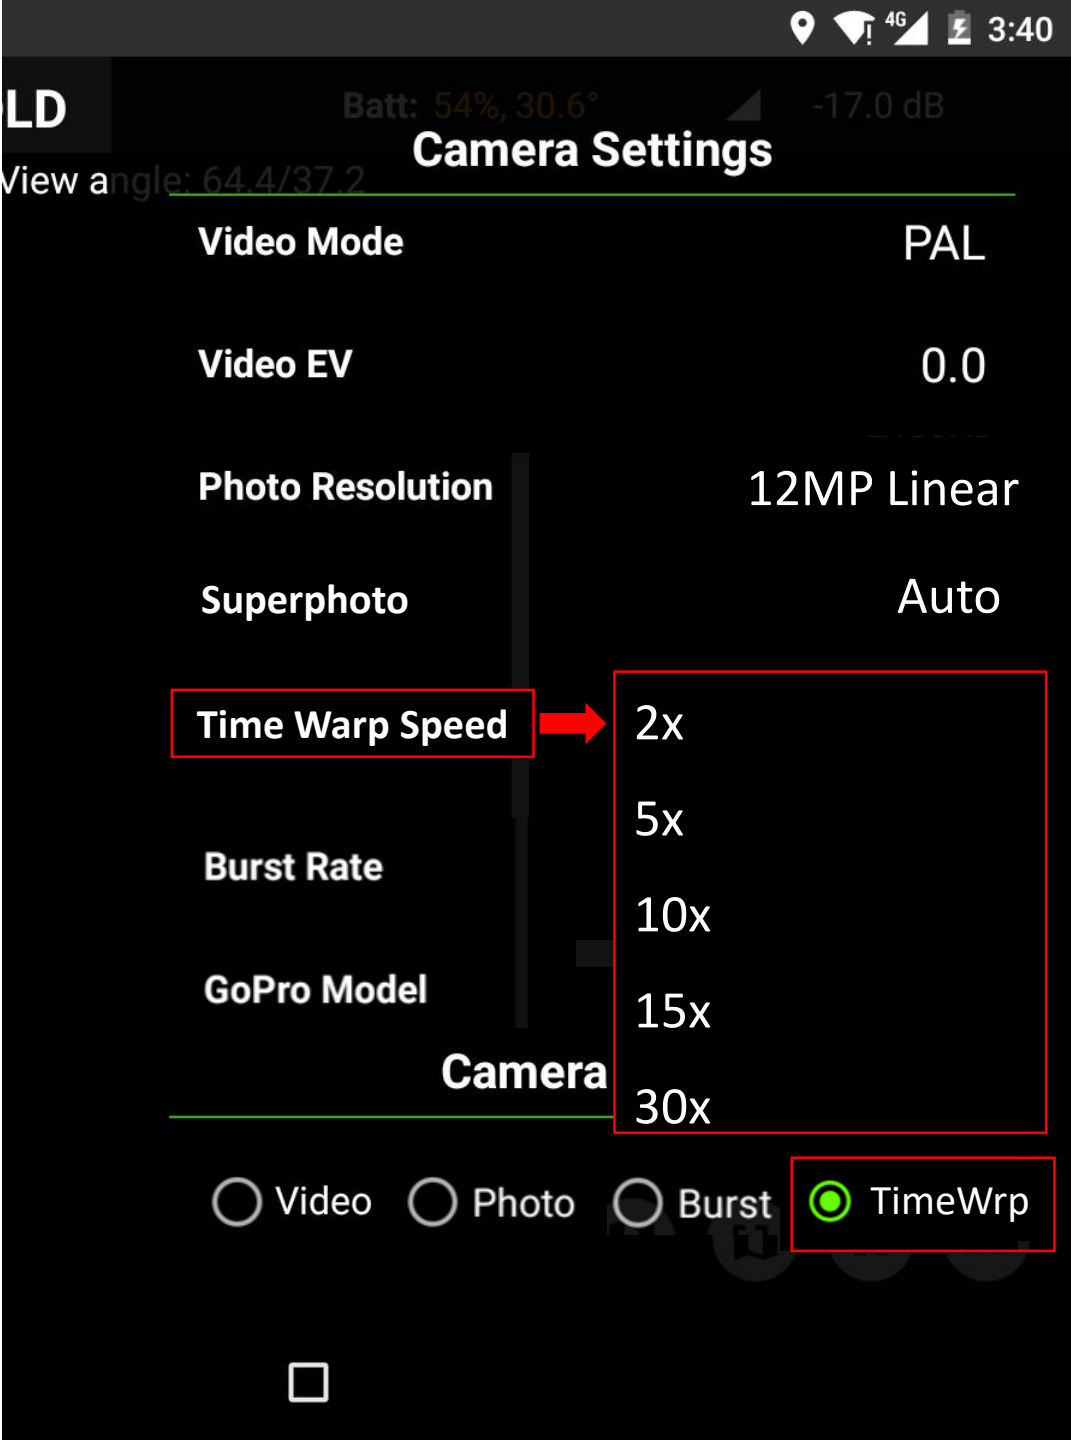 4G 3:40
LD
Batt: 54%, 30.6° -17.0 dB
Camera Settings
View angle: 64.4/37.2
Video Mode PAL
Video EV 0.0
Photo Resolution 12MP Linear
Superphoto Auto
Time Warp Speed 2x
5x
Burst Rate
10x
GoPro Model
15x
Camera
30x
Video Photo Burst TimeWrp